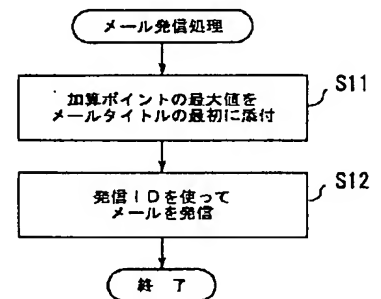 メール発信処理
加算ポイントの最大値を
メールタイトルの最初に添付
S11
発信IDを使って
メールを発信
S12
終 了